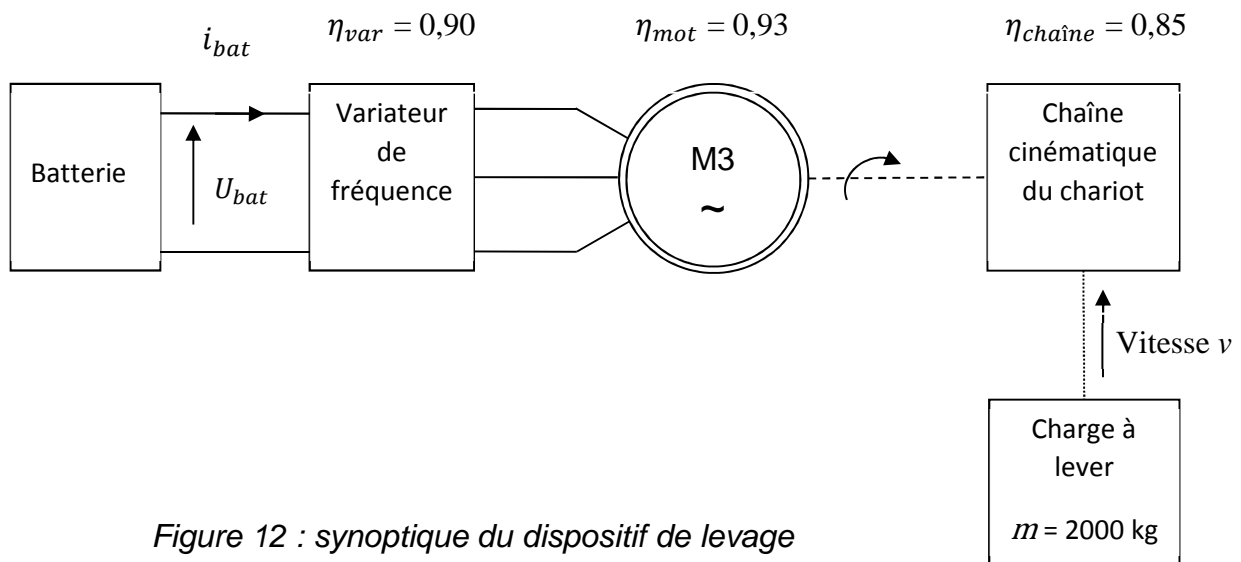 η_var = 0,90
η_mot = 0,93
η_chaîne = 0,85
i_bat
Batterie
U_bat
Variateur
de
fréquence
M3
~
Chaîne
cinématique
du chariot
Vitesse v
Charge à
lever
m = 2000 kg
Figure 12 : synoptique du dispositif de levage